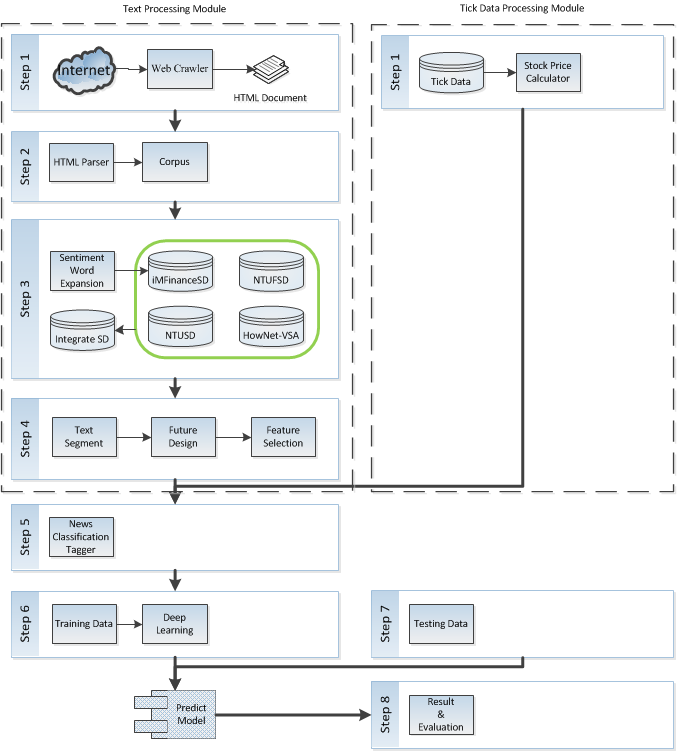 Text Processing Module
Tick Data Processing Module
Step 1
Internet
Web Crawler
HTML Document
Step 1
Tick Data
Stock Price
Calculator
Step 2
HTML Parser
Corpus
Step 3
Sentiment
Word
Expansion
iMFinanceSD
NTUFSD
Integrate SD
NTUSD
HowNet-VSA
Step 4
Text
Segment
Future
Design
Feature
Selection
Step 5
News
Classification
Tagger
Step 6
Training Data
Deep
Learning
Step 7
Testing Data
Predict
Model
Step 8
Result
&
Evaluation